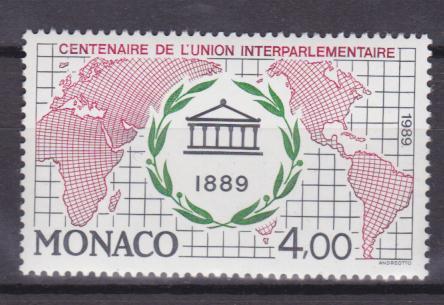 CENTENAIRE DE L'UNION INTERPARLEMENTAIRE
1989
1889
MONACO 4,00
ANDREOTTO